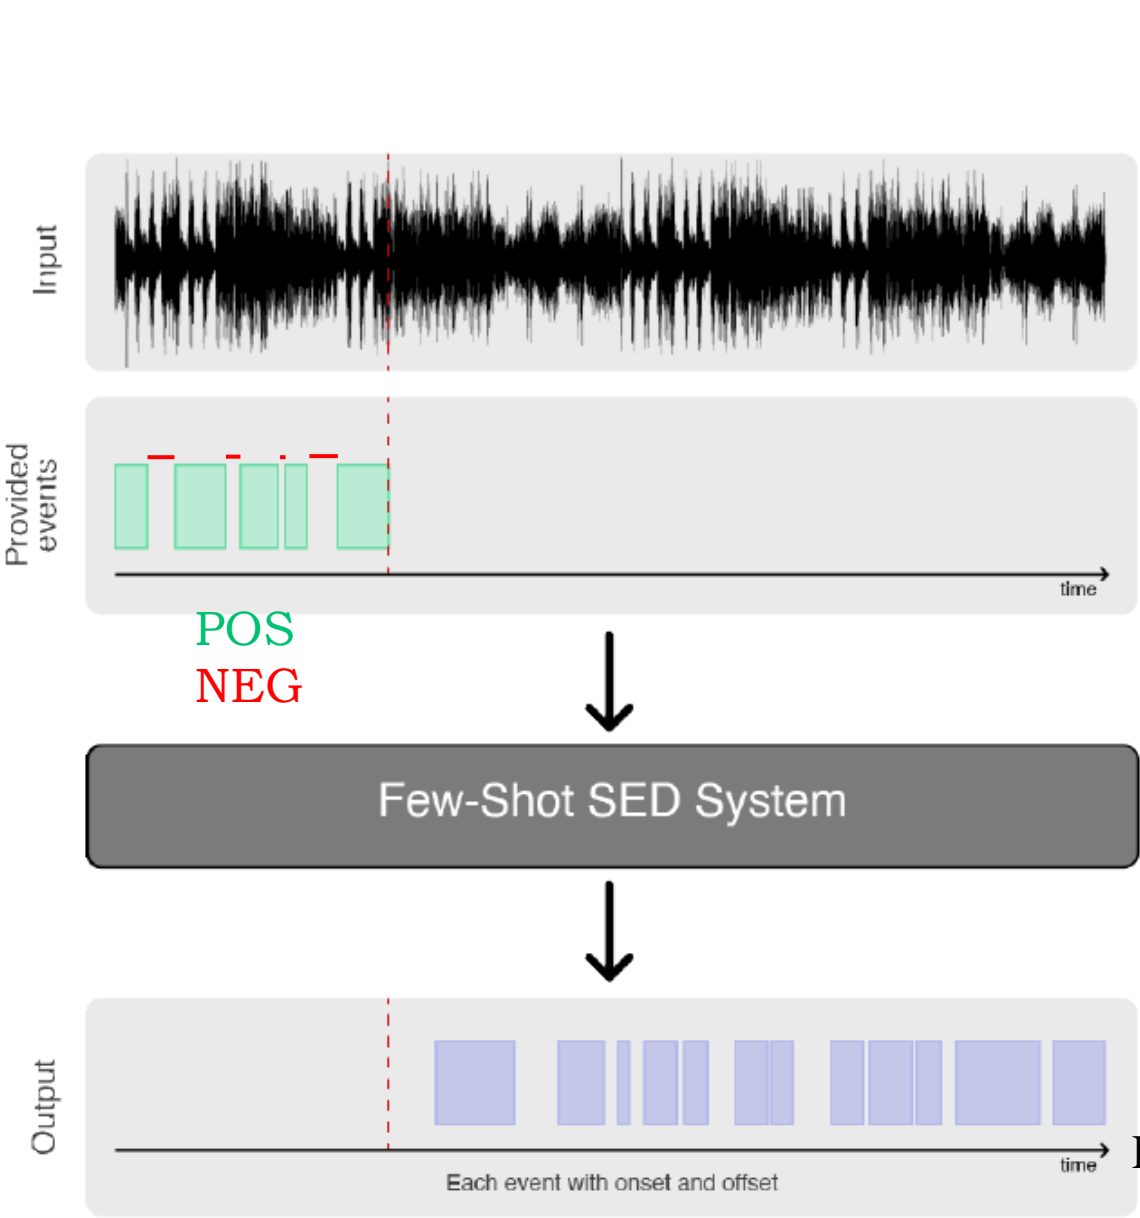 Input
Provided
events
time
POS
NEG
Few-Shot SED System
Output
time
Each event with onset and offset